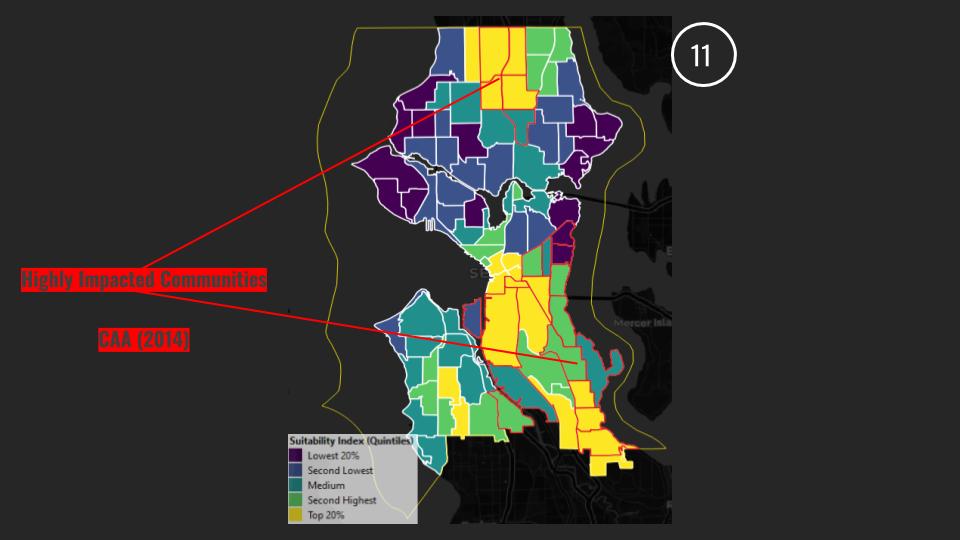 11
Highly Impacted Communities
CAA (2014)
SE
Mercer Isla
Suitability Index (Quintiles)
Lowest 20%
Second Lowest
Medium
Second Highest
Top 20%